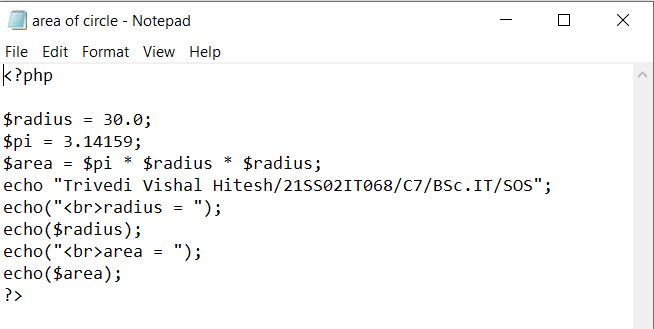 area of circle - Notepad
File Edit Format View Help
<?php
$radius = 30.0;
$pi = 3.14159;
$area = $pi * $radius * $radius;
echo "Trivedi Vishal Hitesh/21SS02IT068/C7/BSc.IT/SOS";
echo("<br>radius = ");
echo($radius);
echo("<br>area = ");
echo($area);
?>